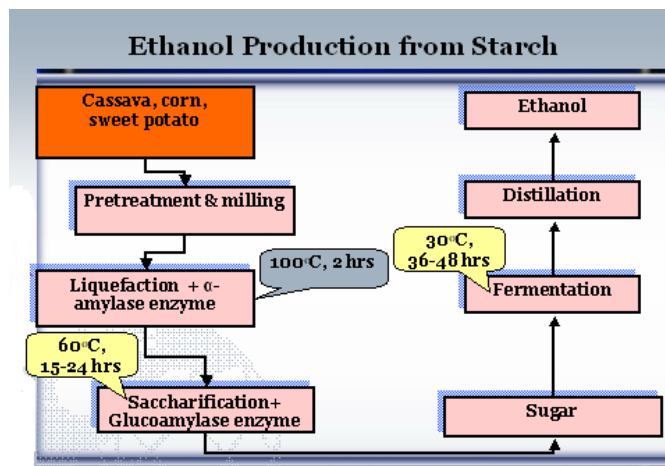 Ethanol Production from Starch
Cassava, corn,
sweet potato
Pretreatment & milling
Liquefaction + α-
amylase enzyme
100°C, 2 hrs
60°C,
15-24 hrs
Saccharification+
Glucoamylase enzyme
Sugar
30°C,
36-48 hrs
Fermentation
Distillation
Ethanol